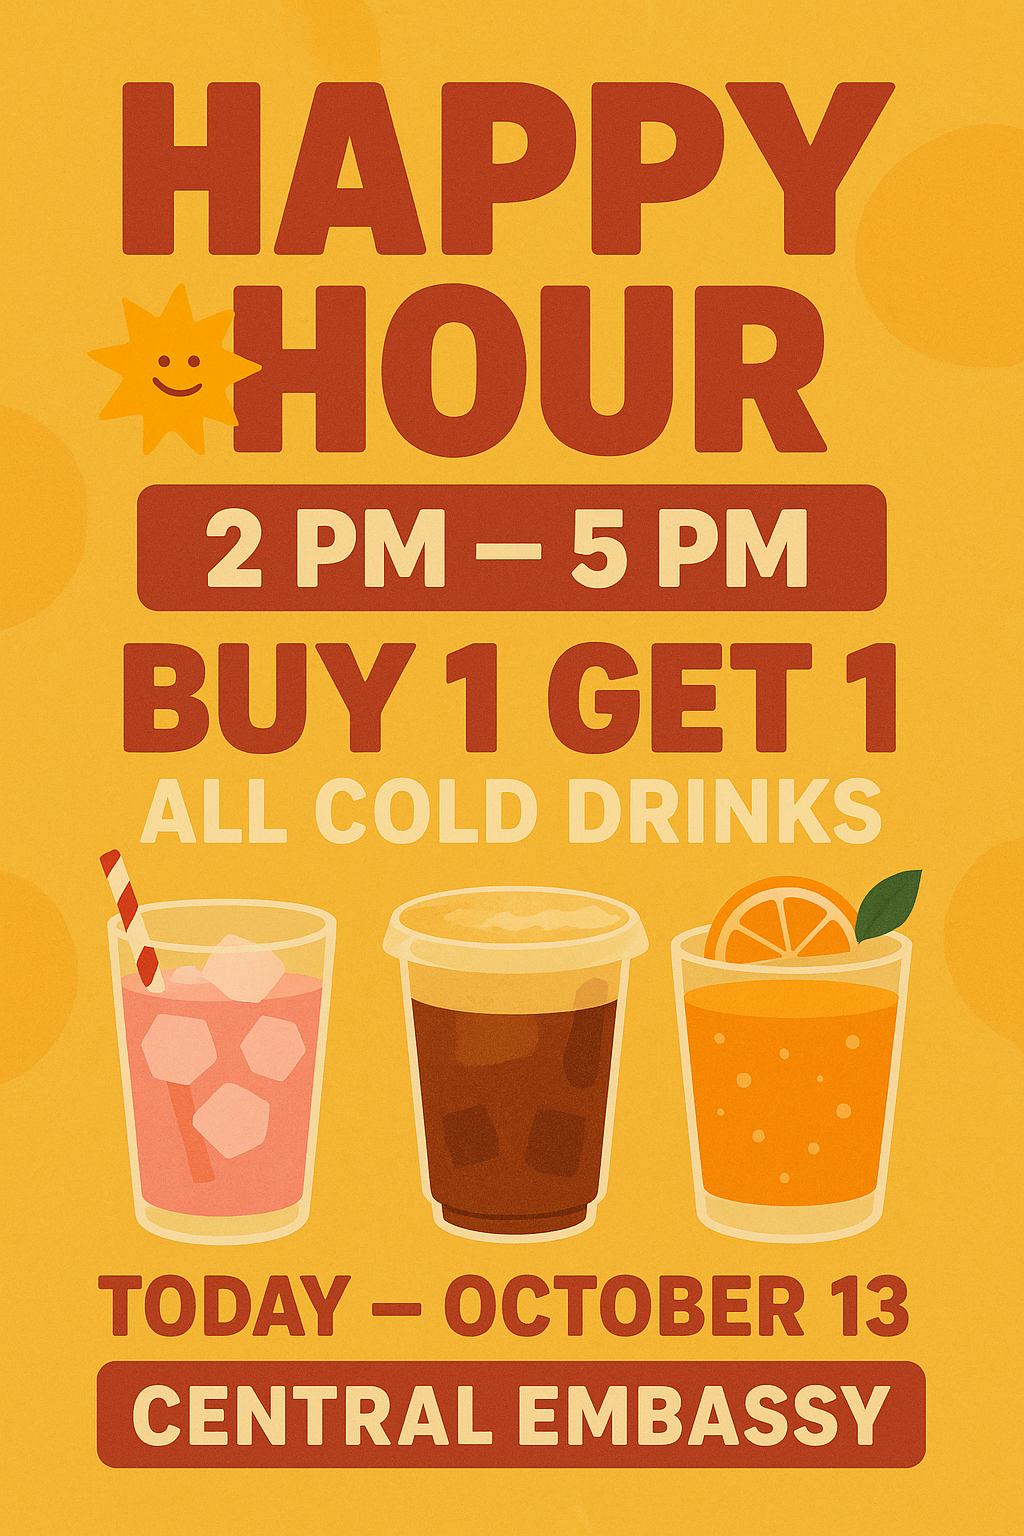 HAPPY
HOUR
2 PM – 5 PM
BUY 1 GET 1
ALL COLD DRINKS
TODAY – OCTOBER 13
CENTRAL EMBASSY